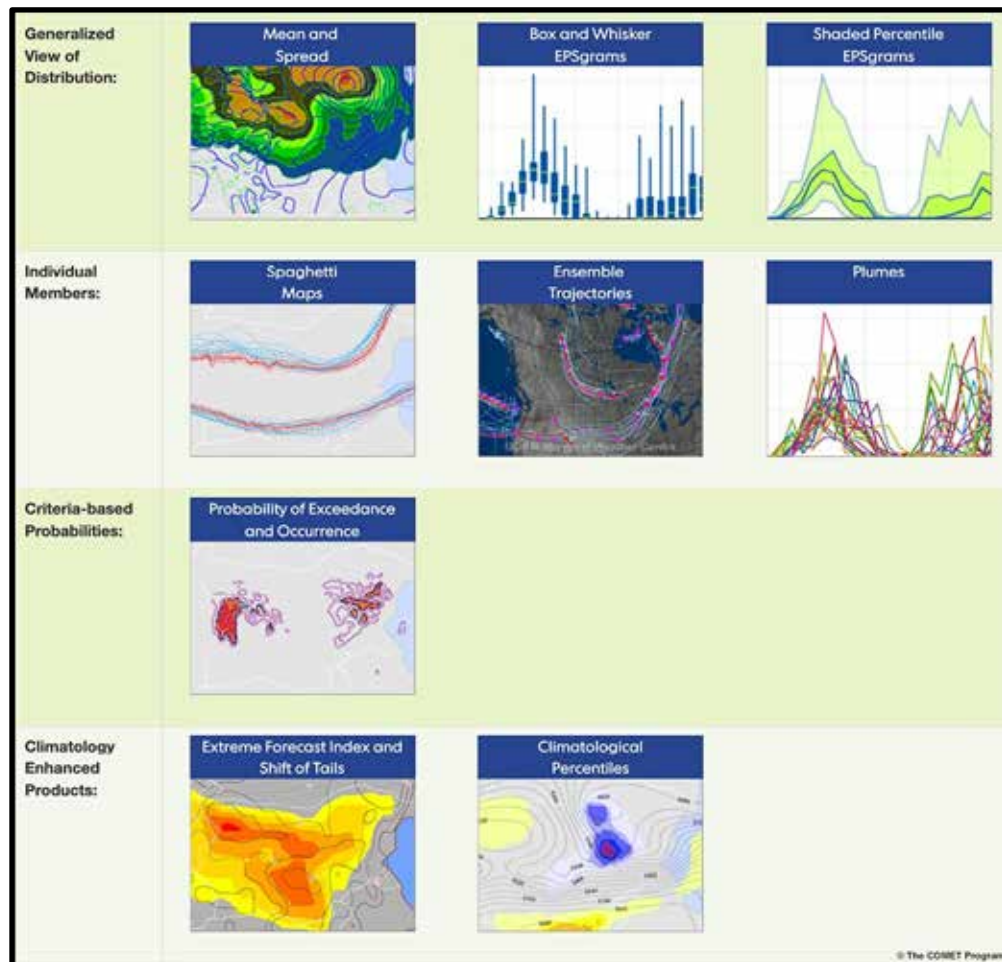 Generalized
View of
Distribution:
Mean and
Spread
Box and Whisker
EPSgrams
Shaded Percentile
EPSgrams
Individual
Members:
Spaghetti
Maps
Ensemble
Trajectories
Plumes
Criteria-based
Probabilities:
Probability of Exceedance
and Occurrence
Climatology
Enhanced
Products:
Extreme Forecast Index and
Shift of Tails
Climatological
Percentiles
© The COMET Program